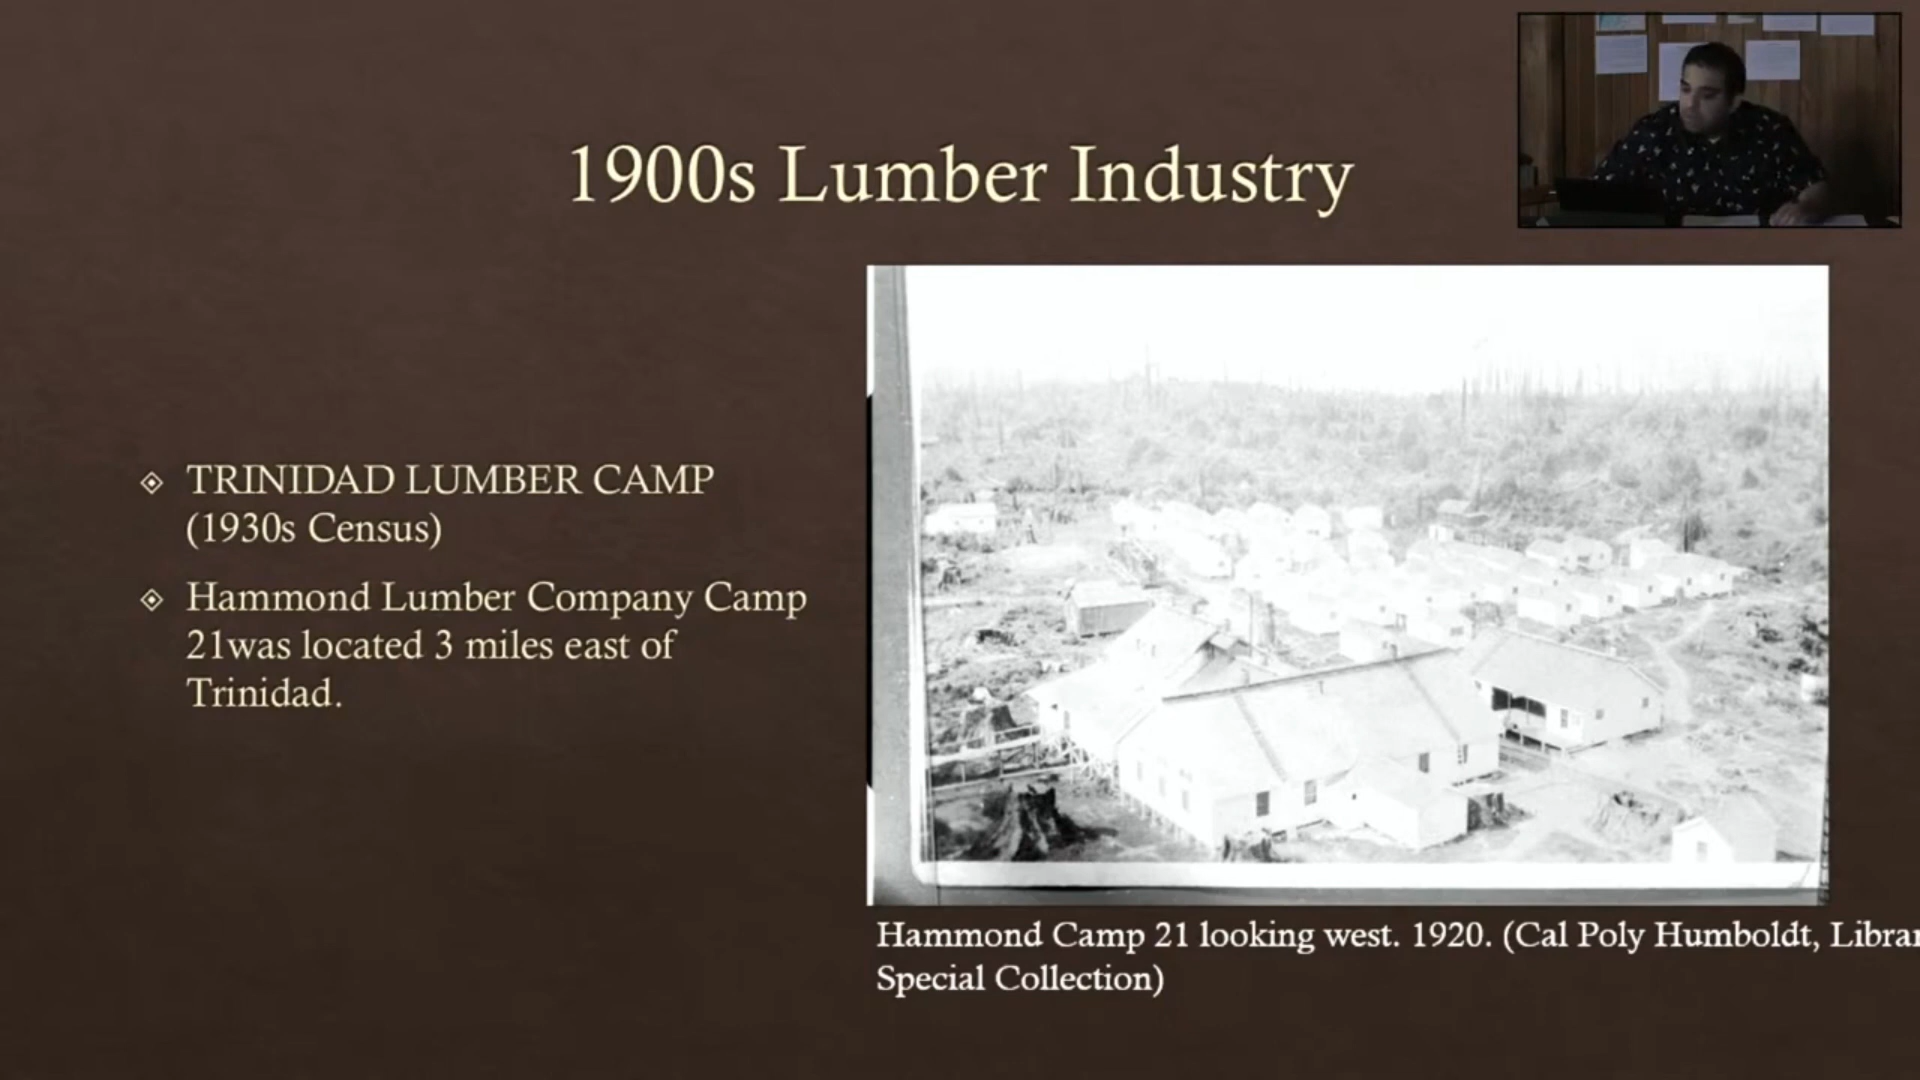 1900s Lumber Industry
TRINIDAD LUMBER CAMP
(1930s Census)
Hammond Lumber Company Camp
21was located 3 miles east of
Trinidad.
Hammond Camp 21 looking west. 1920. (Cal Poly Humboldt, Librar
Special Collection)